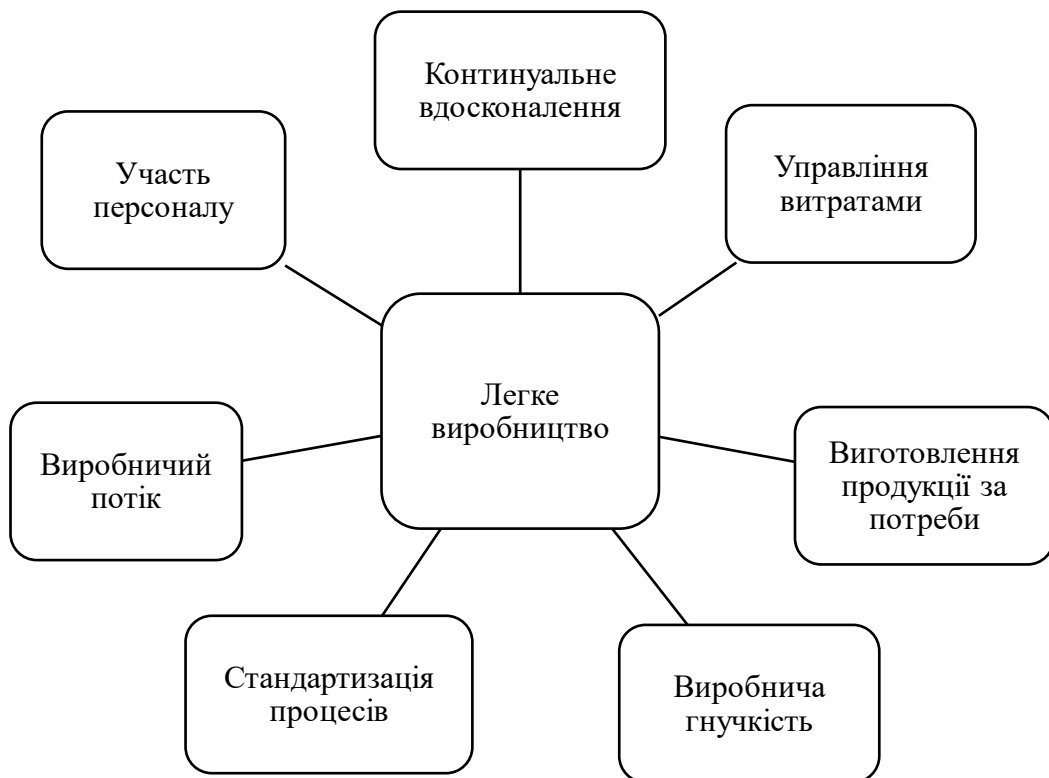 Континуальне
вдосконалення
Участь
персоналу
Управління
витратами
Легке
виробництво
Виробничий
потік
Виготовлення
продукції за
потреби
Стандартизація
процесів
Виробнича
гнучкість